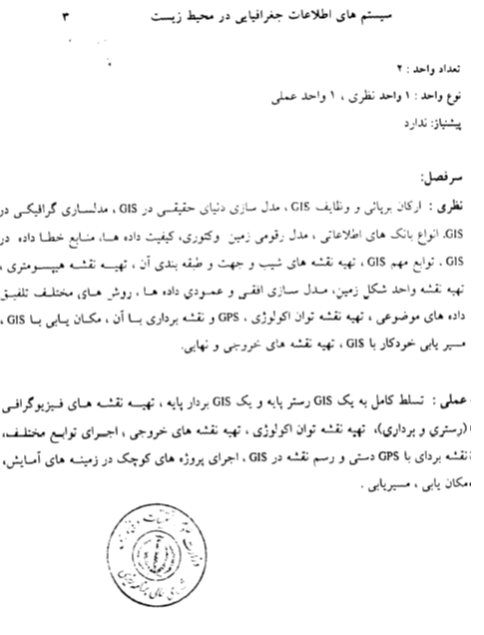 سیستم های اطلاعات جغرافیایی در محیط زیست ۳
تعداد واحد : ۲
نوع واحد : ۱ واحد نظری ، ۱ واحد عملی
پیشنیاز: ندارد
سرفصل:
نظری : ارکان برپائی و وظایف GIS ، مدل سازی دنیای حقیقی در GIS ، مدلسازی گرافیکی در
GIS، انواع بانک های اطلاعاتی ، مدل رقومی زمین وکتوری، کیفیت داده ها، منابع خطا داده در
GIS ، توابع مهم GIS ، تهیه نقشه های شیب و جهت و طبقه بندی آن ، تهیه نقشه هیپسومتری ،
تهیه نقشه واحد شکل زمین، مدل سازی افقی و عمودی داده ها ، روش های مختلف تلفیق
داده های موضوعی ، تهیه نقشه توان اکولوژی ، GPS و نقشه برداری با آن ، مکان یابی با GIS ،
مسیر یابی خودکار با GIS ، تهیه نقشه های خروجی و نهایی.
عملی : تسلط کامل به یک GIS رستر پایه و یک GIS بردار پایه ، تهیه نقشه های فیزیوگرافی
(رستری و برداری)، تهیه نقشه توان اکولوژی ، تهیه نقشه های خروجی ، اجرای توابع مختلف،
نقشه بردای با GPS دستی و رسم نقشه در GIS ، اجرای پروژه های کوچک در زمینه های آمایش،
مکان یابی ، مسیریابی .